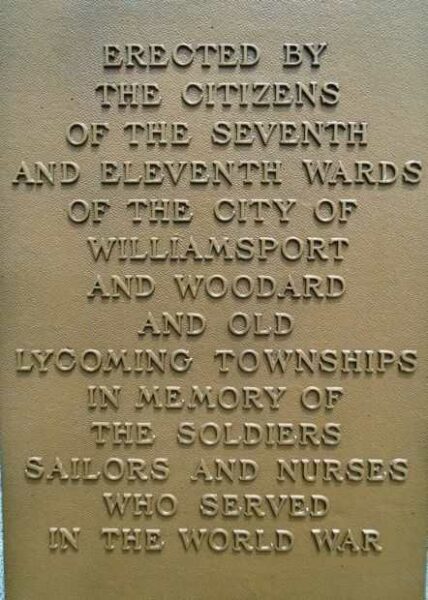 ERECTED BY
THE CITIZENS
OF THE SEVENTH
AND ELEVENTH WARDS
OF THE CITY OF
WILLIAMSPORT
AND WOODARD
AND OLD
LYCOMING TOWNSHIPS
IN MEMORY OF
THE SOLDIERS
SAILORS AND NURSES
WHO SERVED
IN THE WORLD WAR